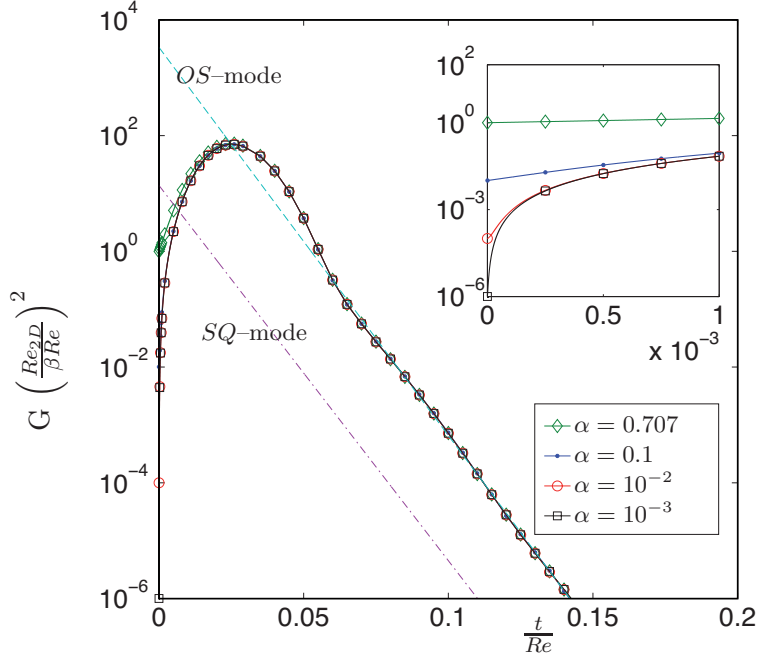 10^4
10^2
10^0
10^-2
10^-4
10^-6
G (Re_2D / βRe)^2
OS–mode
SQ–mode
10^2
10^0
10^-3
10^-6
0
0.5
1
x 10^-3
α = 0.707
α = 0.1
α = 10^-2
α = 10^-3
0
0.05
0.1
0.15
0.2
t / Re